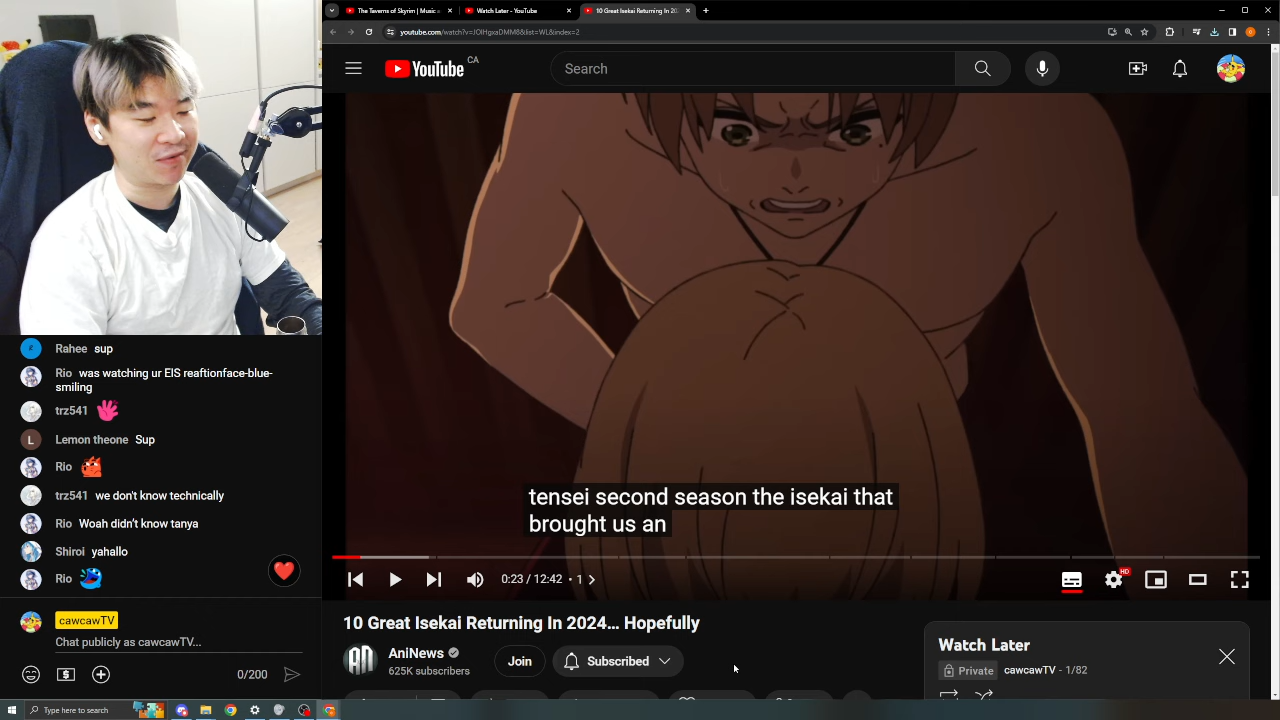 The Taverns of Skyrim | Music &
Watch Later - YouTube
10 Great Isekai Returning In 202
youtube.com/watch?v=JOlHgxaDMM8&list=WL&index=2
YouTube CA
Search
tensei second season the isekai that
brought us an
0:23 / 12:42 • 1
HD
10 Great Isekai Returning In 2024... Hopefully
AniNews
625K subscribers
Join
Subscribed
Watch Later
Private cawcawTV - 1/82
Rahee sup
Rio was watching ur EIS reaftionface-blue-
smiling
trz541
L Lemon theone Sup
Rio
trz541 we don't know technically
Rio Woah didn't know tanya
Shiroi yahallo
Rio
cawcawTV
Chat publicly as cawcawTV...
0/200
Type here to search